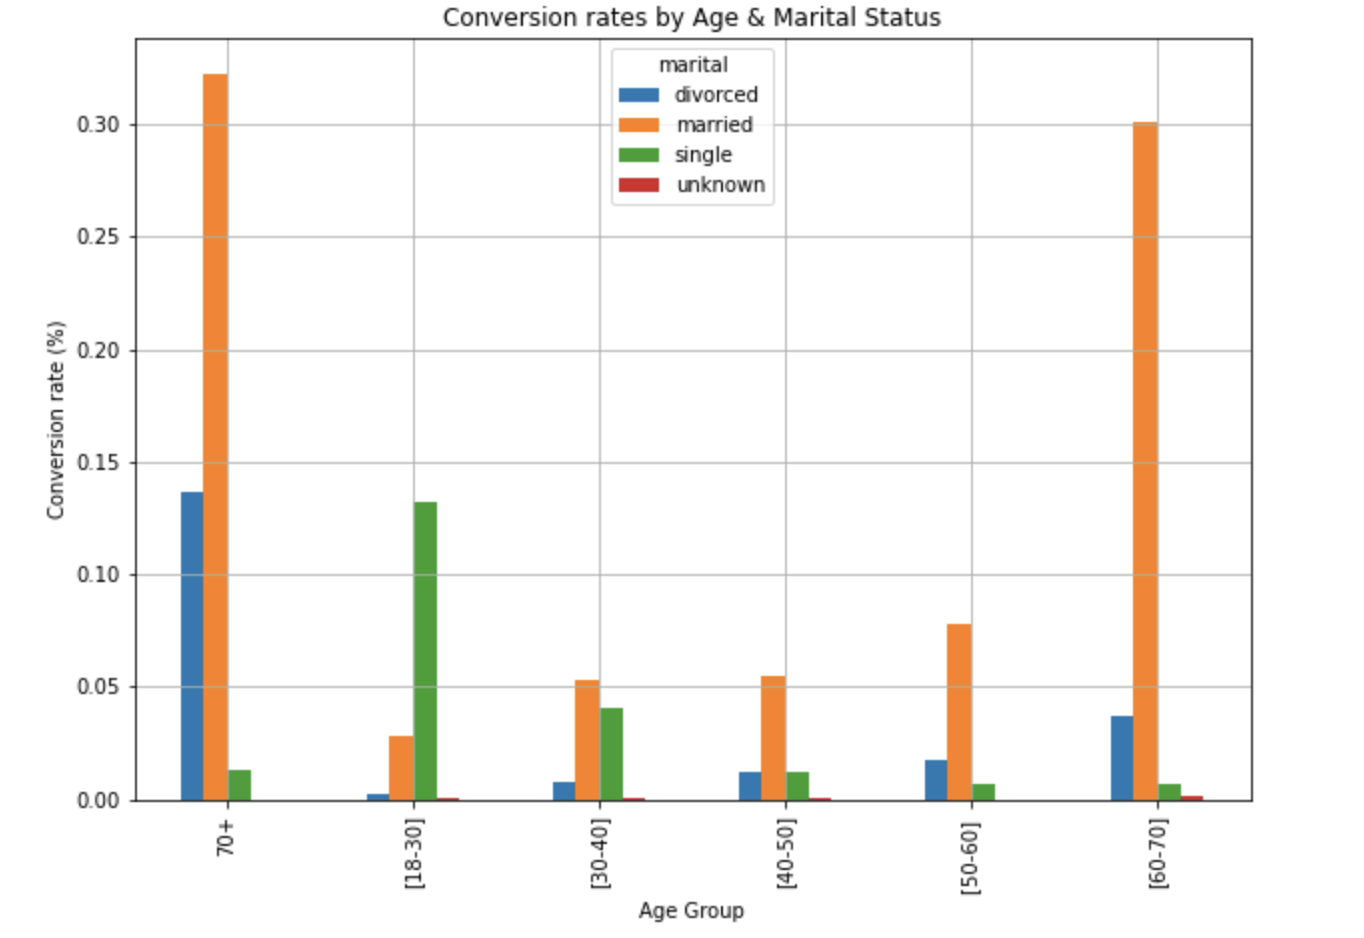 Conversion rates by Age & Marital Status
marital
divorced
married
single
unknown
Conversion rate (%)
0.30
0.25
0.20
0.15
0.10
0.05
0.00
70+
[18-30]
[30-40]
[40-50]
[50-60]
[60-70]
Age Group